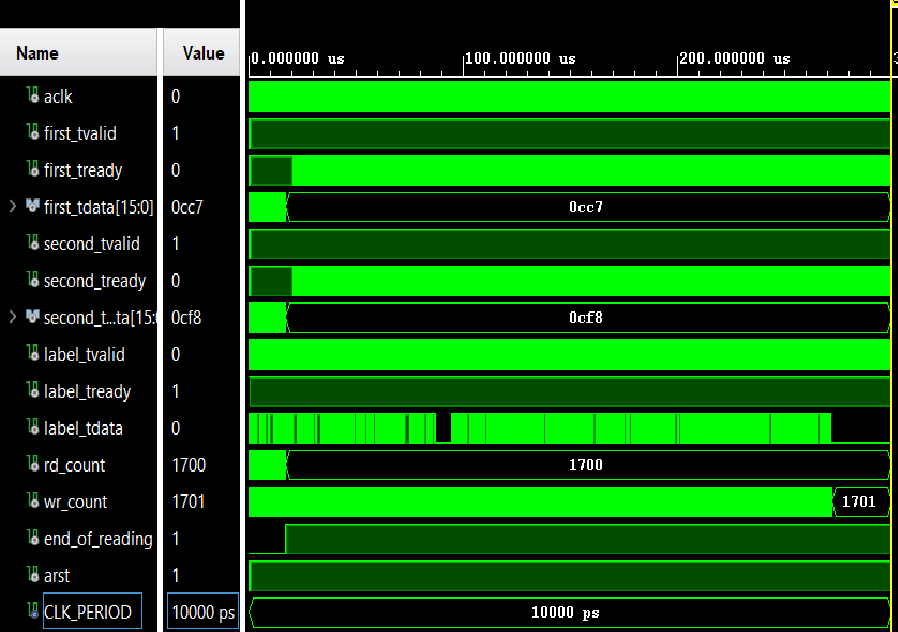 Name Value
0.000000 us 100.000000 us 200.000000 us 3
aclk 0
first_tvalid 1
first_tready 0
first_tdata[15:0] 0cc7 0cc7
second_tvalid 1
second_tready 0
second_t...ta[15:0 0cf8 0cf8
label_tvalid 0
label_tready 1
label_tdata 0
rd_count 1700 1700
wr_count 1701 1701
end_of_reading 1
arst 1
CLK_PERIOD 10000 ps 10000 ps